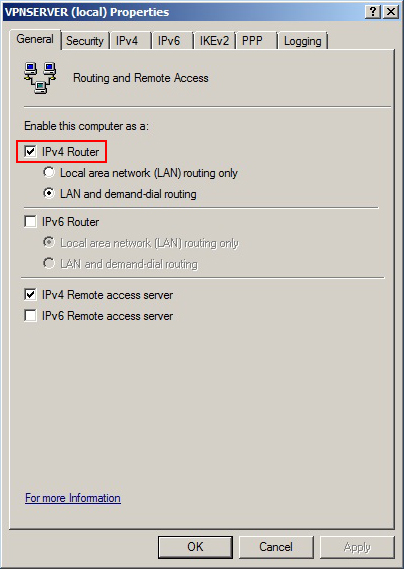 VPNSERVER (local) Properties
General Security IPv4 IPv6 IKEv2 PPP Logging
Routing and Remote Access
Enable this computer as a:
IPv4 Router
Local area network (LAN) routing only
LAN and demand-dial routing
IPv6 Router
Local area network (LAN) routing only
LAN and demand-dial routing
IPv4 Remote access server
IPv6 Remote access server
For more Information
OK Cancel Apply